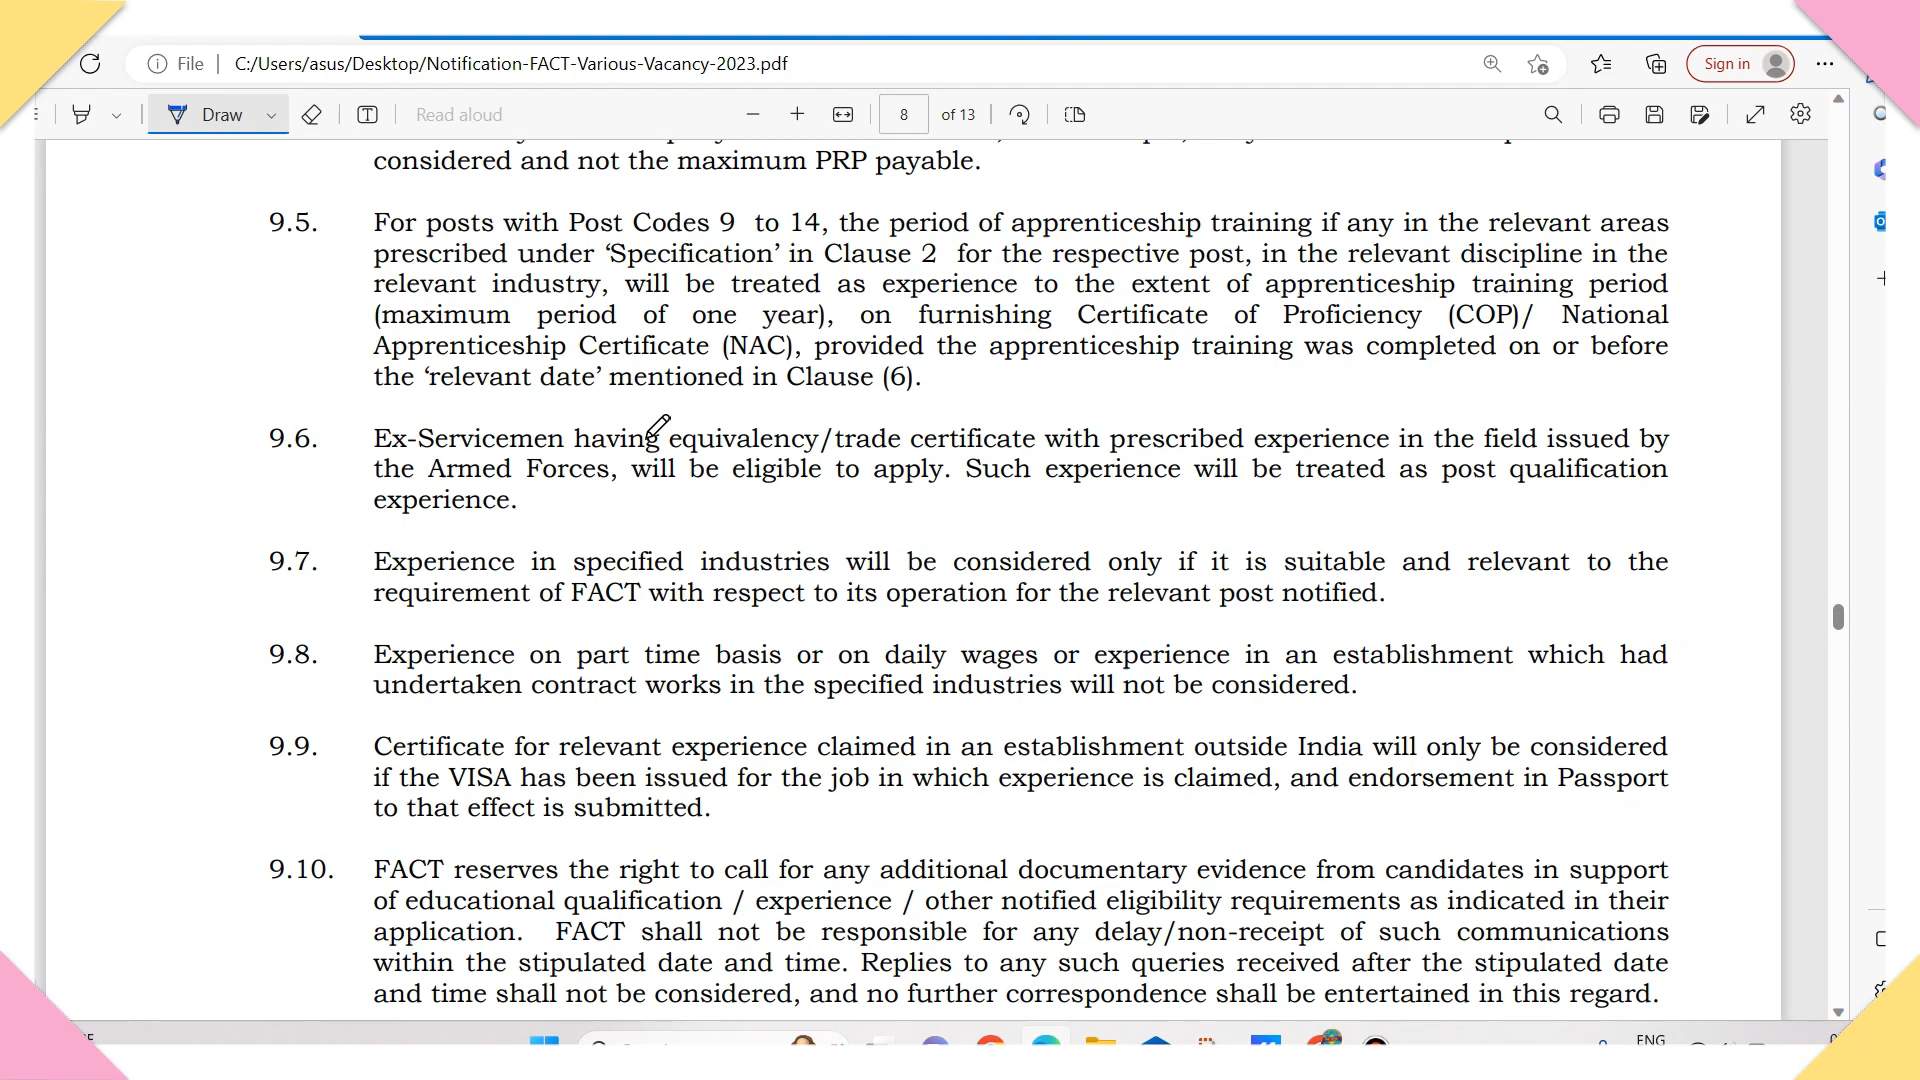 File C:/Users/asus/Desktop/Notification-FACT-Various-Vacancy-2023.pdf Sign in
Draw Read aloud 8 of 13
considered and not the maximum PRP payable.
9.5. For posts with Post Codes 9 to 14, the period of apprenticeship training if any in the relevant areas
prescribed under ‘Specification’ in Clause 2 for the respective post, in the relevant discipline in the
relevant industry, will be treated as experience to the extent of apprenticeship training period
(maximum period of one year), on furnishing Certificate of Proficiency (COP)/ National
Apprenticeship Certificate (NAC), provided the apprenticeship training was completed on or before
the ‘relevant date’ mentioned in Clause (6).
9.6. Ex-Servicemen having equivalency/trade certificate with prescribed experience in the field issued by
the Armed Forces, will be eligible to apply. Such experience will be treated as post qualification
experience.
9.7. Experience in specified industries will be considered only if it is suitable and relevant to the
requirement of FACT with respect to its operation for the relevant post notified.
9.8. Experience on part time basis or on daily wages or experience in an establishment which had
undertaken contract works in the specified industries will not be considered.
9.9. Certificate for relevant experience claimed in an establishment outside India will only be considered
if the VISA has been issued for the job in which experience is claimed, and endorsement in Passport
to that effect is submitted.
9.10. FACT reserves the right to call for any additional documentary evidence from candidates in support
of educational qualification / experience / other notified eligibility requirements as indicated in their
application. FACT shall not be responsible for any delay/non-receipt of such communications
within the stipulated date and time. Replies to any such queries received after the stipulated date
and time shall not be considered, and no further correspondence shall be entertained in this regard.
ENG